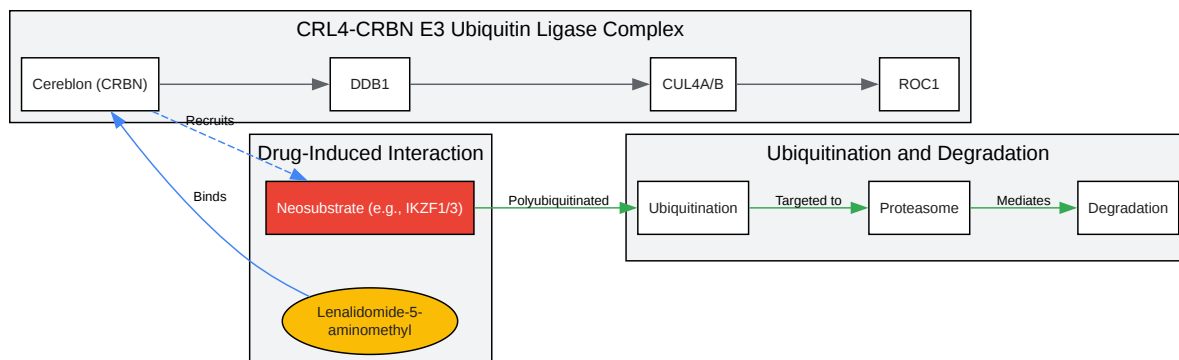 CRL4-CRBN E3 Ubiquitin Ligase Complex
Cereblon (CRBN)
DDB1
CUL4A/B
ROC1
Recruits
Binds
Drug-Induced Interaction
Neosubstrate (e.g., IKZF1/3)
Lenalidomide-5-
aminomethyl
Polyubiquitinated
Ubiquitination and Degradation
Ubiquitination
Targeted to
Proteasome
Mediates
Degradation